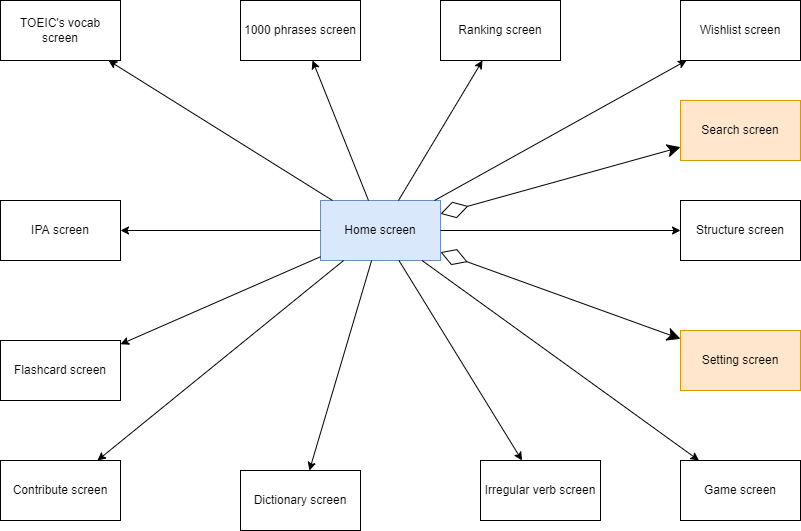 TOEIC's vocab
screen
1000 phrases screen
Ranking screen
Wishlist screen
Search screen
IPA screen
Home screen
Structure screen
Flashcard screen
Setting screen
Contribute screen
Dictionary screen
Irregular verb screen
Game screen